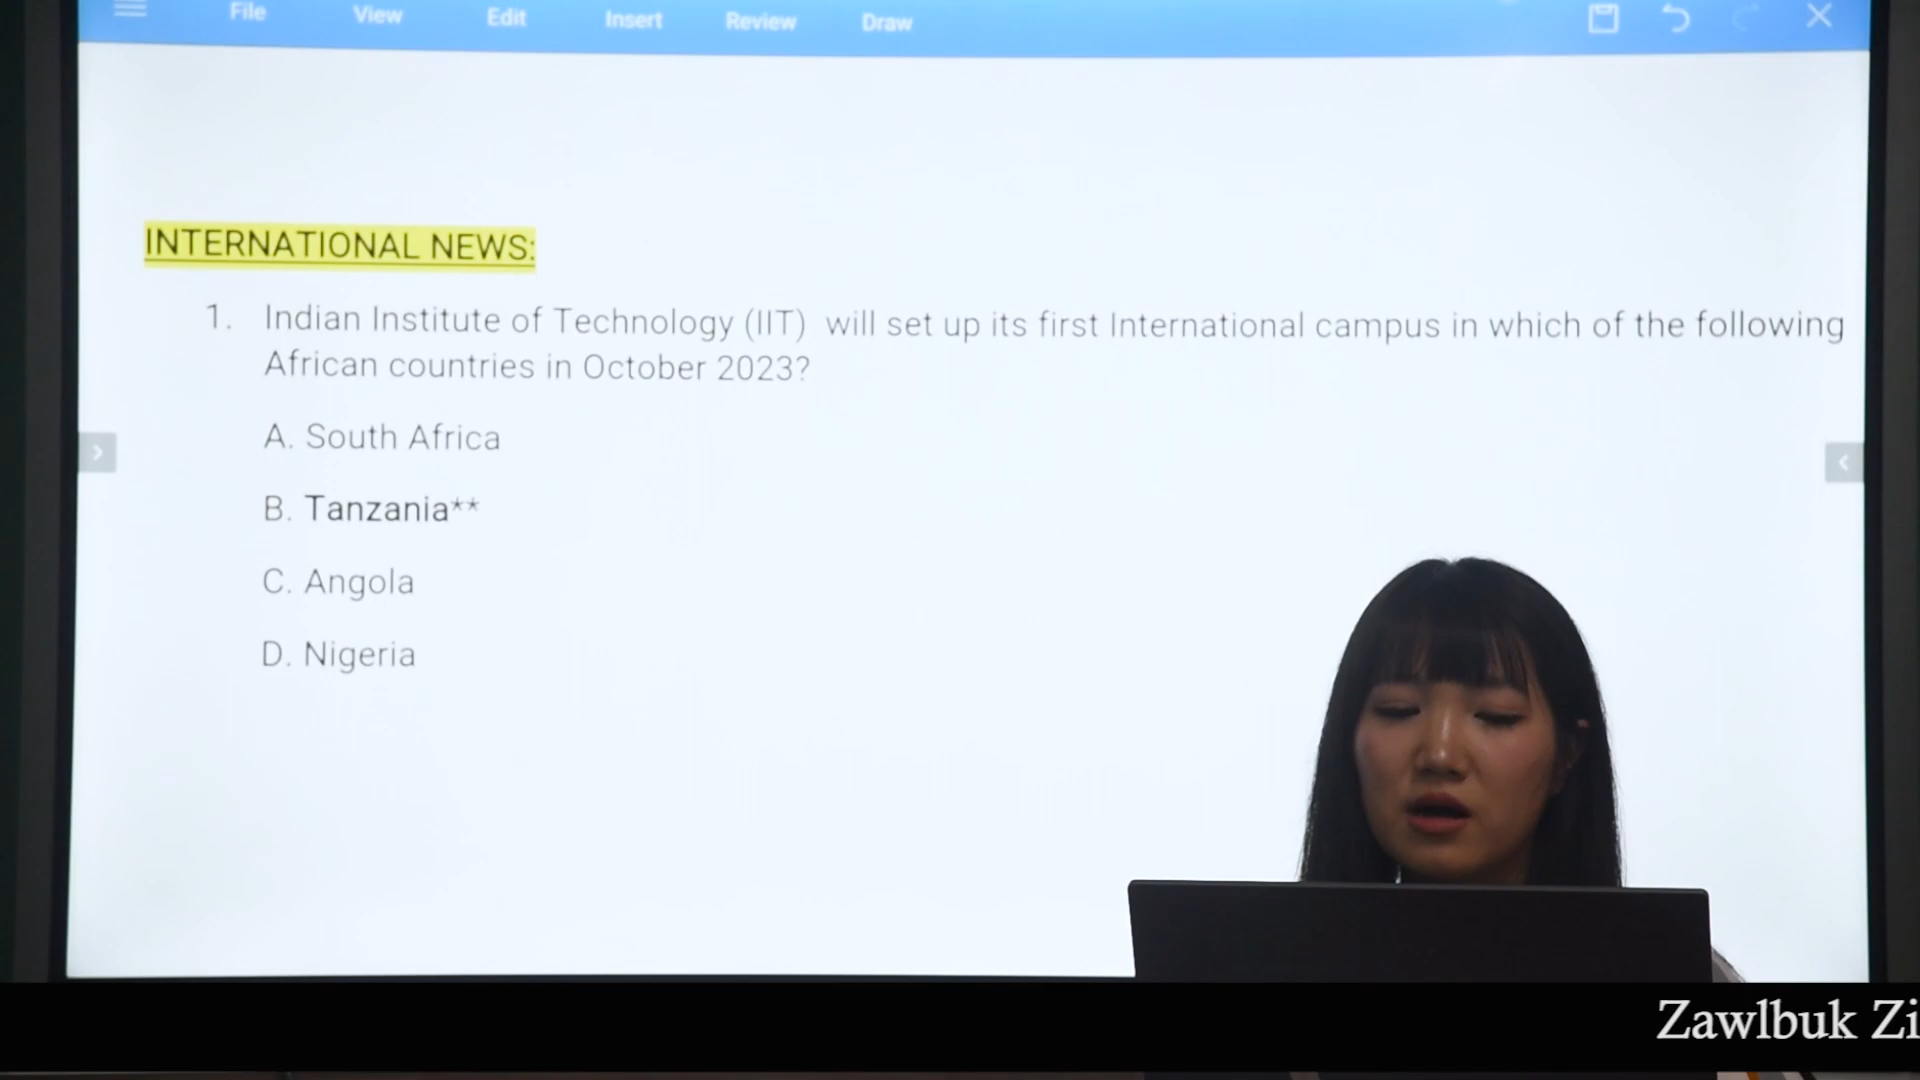 File View Edit Insert Review Draw
INTERNATIONAL NEWS:
1. Indian Institute of Technology (IIT) will set up its first International campus in which of the following
African countries in October 2023?
A. South Africa
B. Tanzania**
C. Angola
D. Nigeria
Zawlbuk Zi